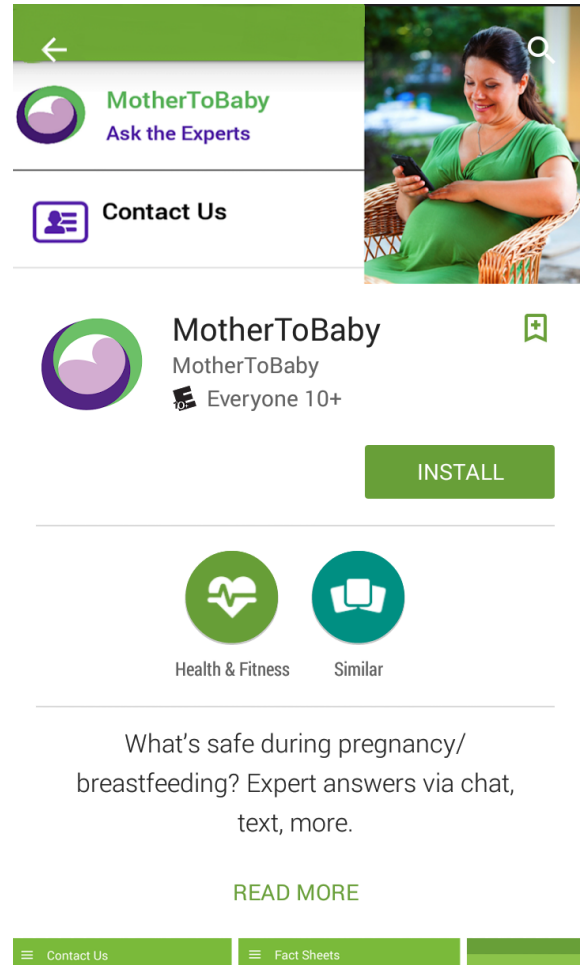 MotherToBaby
Ask the Experts
Contact Us
MotherToBaby
MotherToBaby
E 10+ Everyone 10+
INSTALL
Health & Fitness
Similar
What's safe during pregnancy/
breastfeeding? Expert answers via chat,
text, more.
READ MORE
Contact Us
Fact Sheets